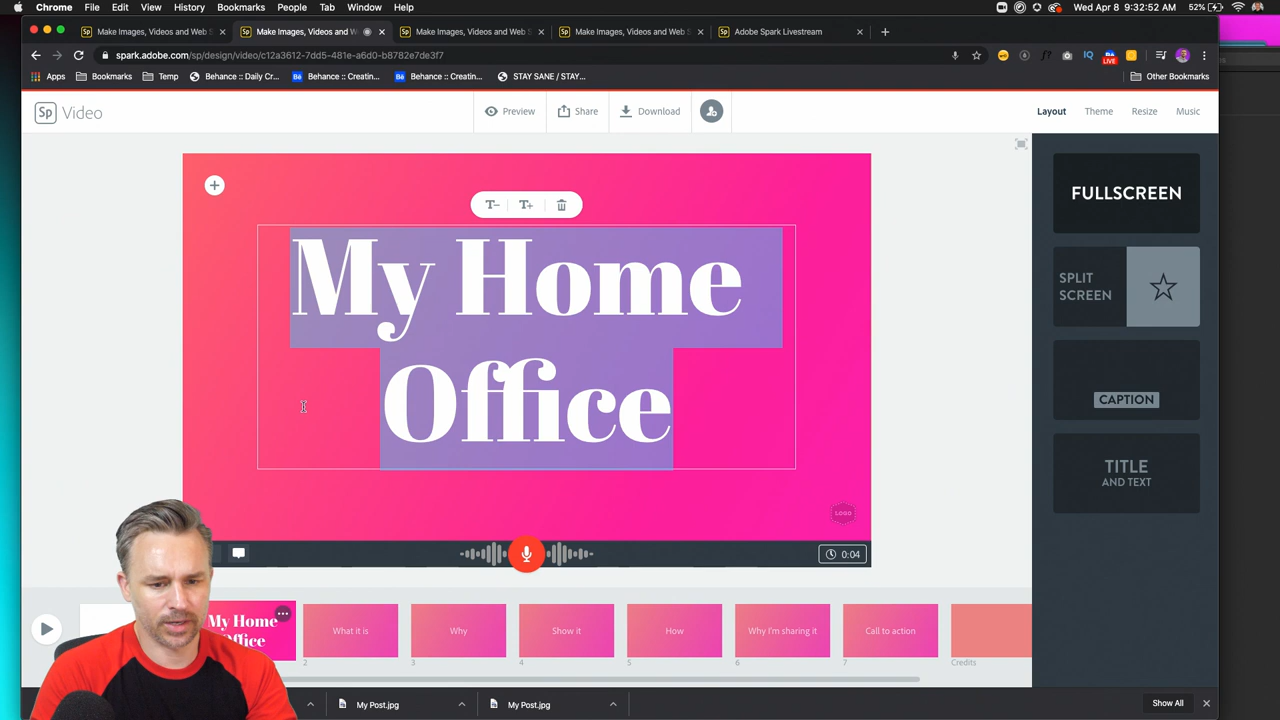 Chrome File Edit View History Bookmarks People Tab Window Help Wed Apr 8 9:32:52 AM 52%
Make Images, Videos and Web S Make Images, Videos and W Make Images, Videos and Web S Make Images, Videos and Web S Adobe Spark Livestream
spark.adobe.com/sp/design/video/c12a3612-7dd5-481e-a6d0-b8782e7de3f7
Apps Bookmarks Temp Behance :: Daily Cr... Behance :: Creatin... Behance :: Creatin... STAY SANE / STAY... Other Bookmarks
Sp Video Preview Share Download Layout Theme Resize Music
T- T+
My Home
Office
LOGO
0:04
FULLSCREEN
SPLIT
SCREEN
CAPTION
TITLE
AND TEXT
My Home
Office
What it is
Why
Show it
How
Why I'm sharing it
Call to action
2 3 4 5 6 7 Credits
My Post.jpg My Post.jpg Show All